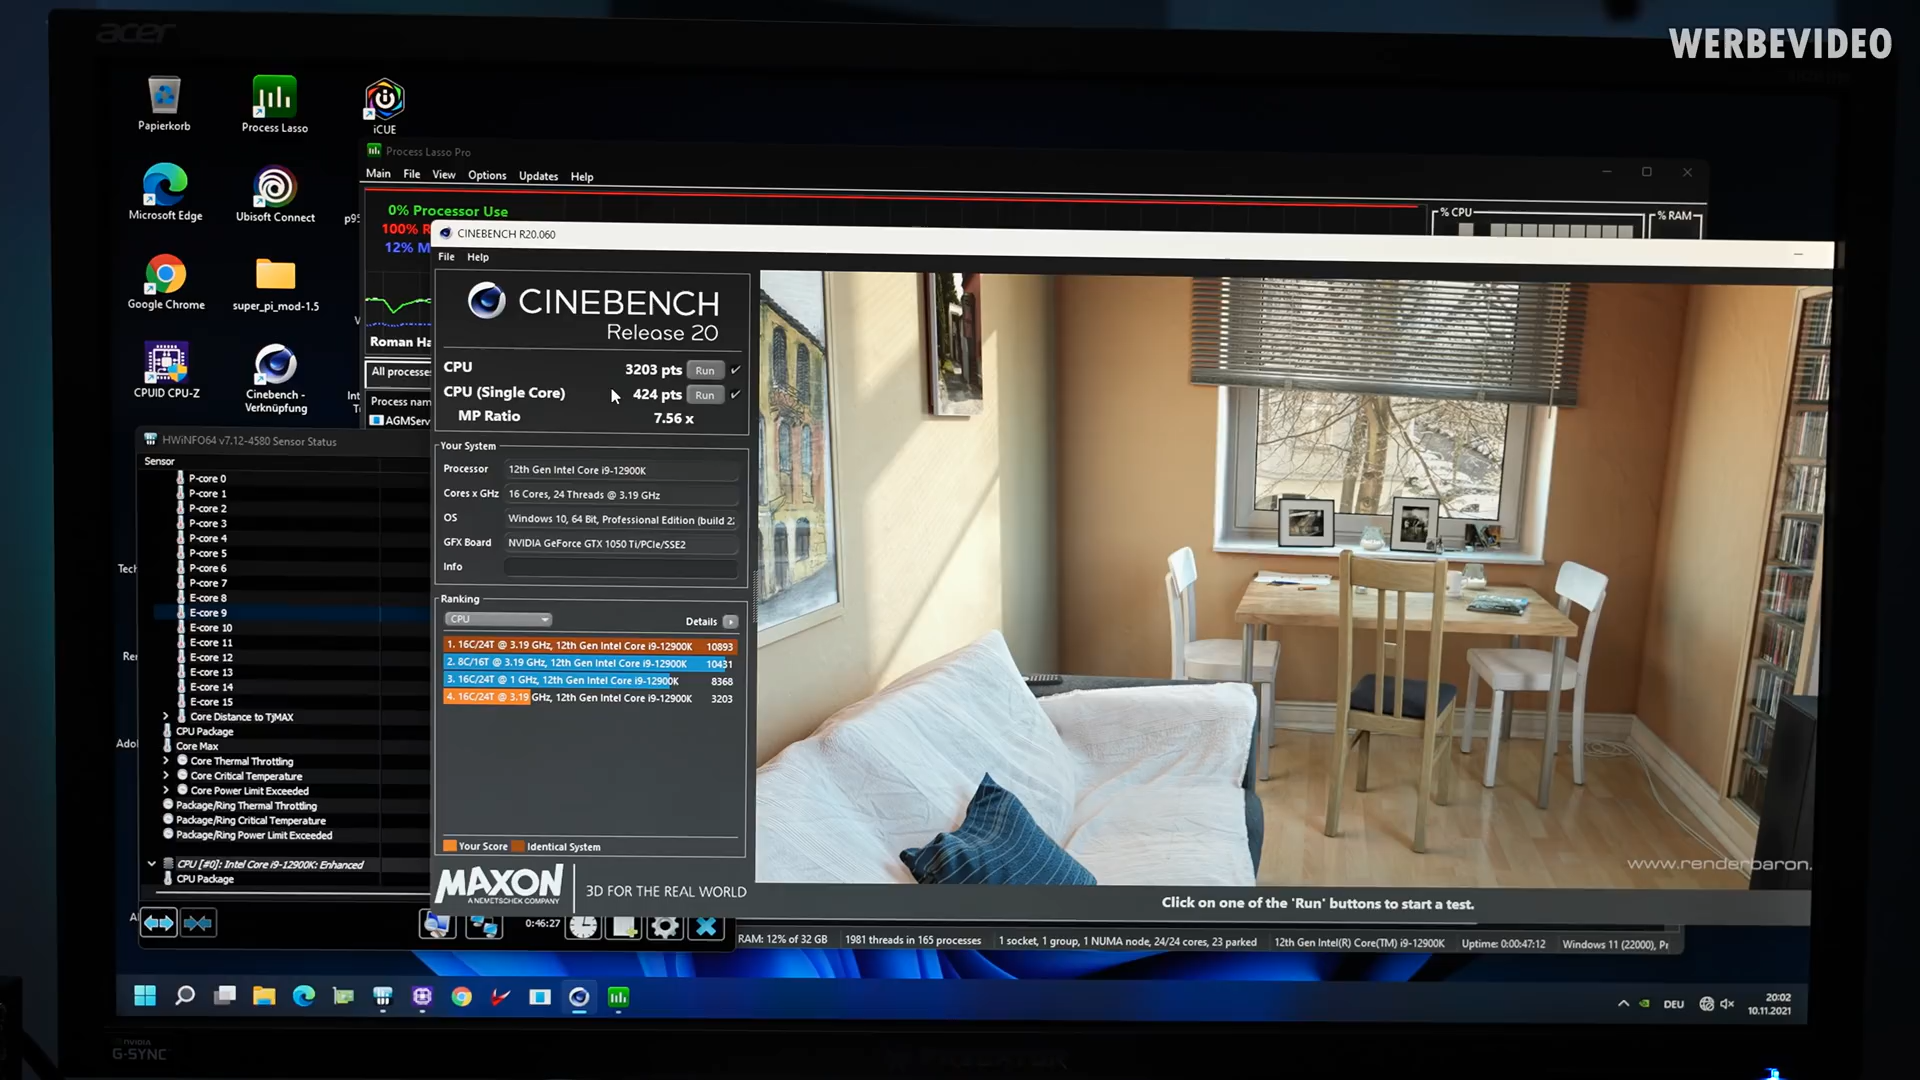 acer
WERBEVIDEO
Papierkorb
Process Lasso
iCUE
Microsoft Edge
Ubisoft Connect
p95
Google Chrome
super_pi_mod-1.5
CPUID CPU-Z
Cinebench -
Verknüpfung
Process Lasso Pro
Main File View Options Updates Help
0% Processor Use
100% R
12% M
% CPU
% RAM
Roman Ha
All processes
Process name
AGMServ
CINEBENCH R20.060
File Help
CINEBENCH
Release 20
CPU 3203 pts Run
CPU (Single Core) 424 pts Run
MP Ratio 7.56 x
Your System
Processor 12th Gen Intel Core i9-12900K
Cores x GHz 16 Cores, 24 Threads @ 3.19 GHz
OS Windows 10, 64 Bit, Professional Edition (build 2
GFX Board NVIDIA GeForce GTX 1050 Ti/PCIe/SSE2
Info
Ranking
CPU Details
1. 16C/24T @ 3.19 GHz, 12th Gen Intel Core i9-12900K 10893
2. 8C/16T @ 3.19 GHz, 12th Gen Intel Core i9-12900K 10431
3. 16C/24T @ 1 GHz, 12th Gen Intel Core i9-12900K 8368
4. 16C/24T @ 3.19 GHz, 12th Gen Intel Core i9-12900K 3203
Your Score Identical System
MAXON
A NEMETSCHEK COMPANY
3D FOR THE REAL WORLD
www.renderbaron.
Click on one of the 'Run' buttons to start a test.
HWiNFO64 v7.12-4580 Sensor Status
Sensor
P-core 0
P-core 1
P-core 2
P-core 3
P-core 4
P-core 5
P-core 6
P-core 7
E-core 8
E-core 9
E-core 10
E-core 11
E-core 12
E-core 13
E-core 14
E-core 15
Core Distance to TjMAX
CPU Package
Core Max
Core Thermal Throttling
Core Critical Temperature
Core Power Limit Exceeded
Package/Ring Thermal Throttling
Package/Ring Critical Temperature
Package/Ring Power Limit Exceeded
CPU [#0]: Intel Core i9-12900K: Enhanced
CPU Package
0:46:27
RAM: 12% of 32 GB 1981 threads in 165 processes 1 socket, 1 group, 1 NUMA node, 24/24 cores, 23 parked 12th Gen Intel(R) Core(TM) i9-12900K Uptime: 0:00:47:12 Windows 11 (22000), Pr
DEU
20:02
10.11.2021
NVIDIA
G-SYNC